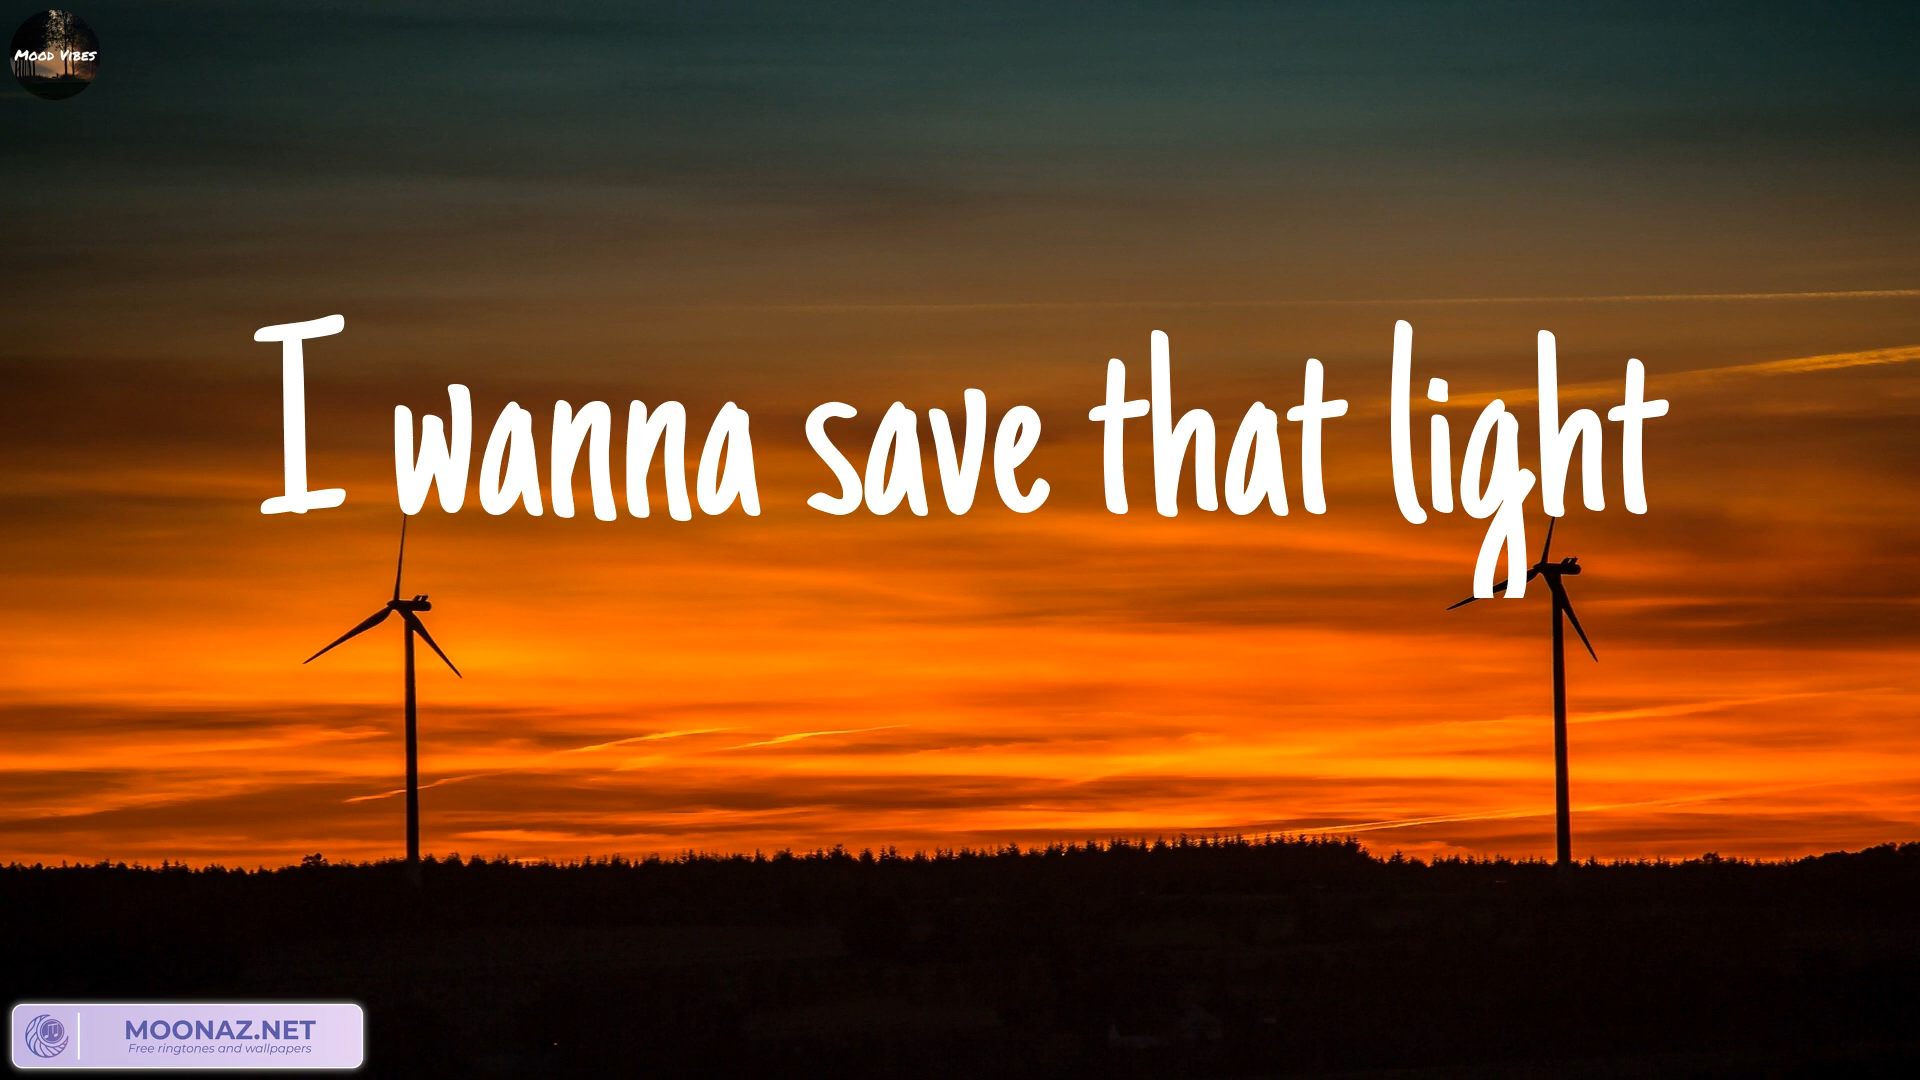 Mood Vibes
I wanna save that light
MOONAZ.NET
Free ringtones and wallpapers